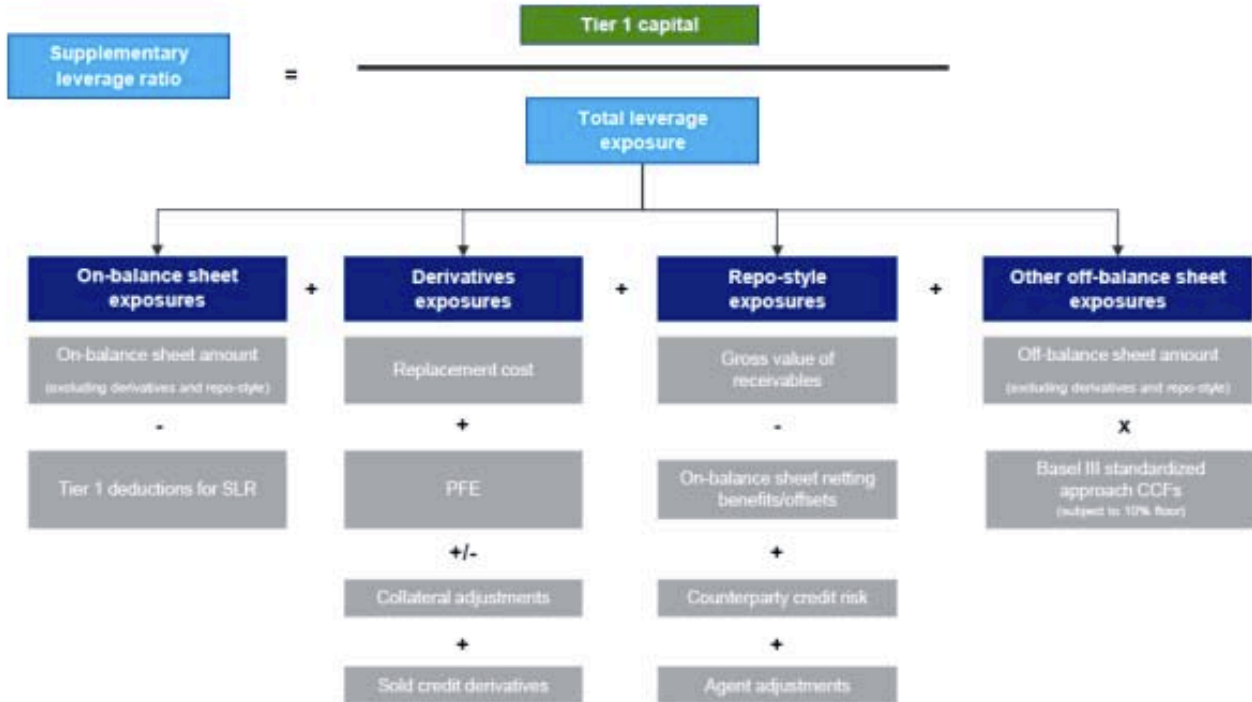 Tier 1 capital
Supplementary
leverage ratio
=
Total leverage
exposure
On-balance sheet
exposures
+
Derivatives
exposures
+
Repo-style
exposures
+
Other off-balance sheet
exposures
On-balance sheet amount
(excluding derivatives and repo-style)
Replacement cost
Gross value of
receivables
Off-balance sheet amount
(excluding derivatives and repo-style)
-
+
-
x
Tier 1 deductions for SLR
PFE
On-balance sheet netting
benefits/offsets
Basel III standardized
approach CCFs
(subject to 10% floor)
+/-
+
Collateral adjustments
Counterparty credit risk
+
+
Sold credit derivatives
Agent adjustments